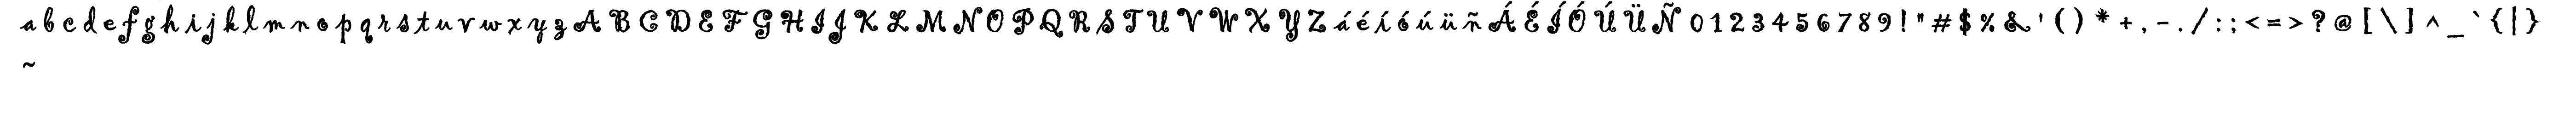 a b c d e f g h i j k l m n o p q r s t u v w x y z A B C D E F G H I J K L M N O P Q R S T U V W X Y Z á é í ó ú ü ñ Á É Í Ó Ú Ü Ñ 0 1 2 3 4 5 6 7 8 9 ! " # $ % & ' ( ) * + , - . / : ; < = > ? @ [ \ ] ^ _ ` { | }
~